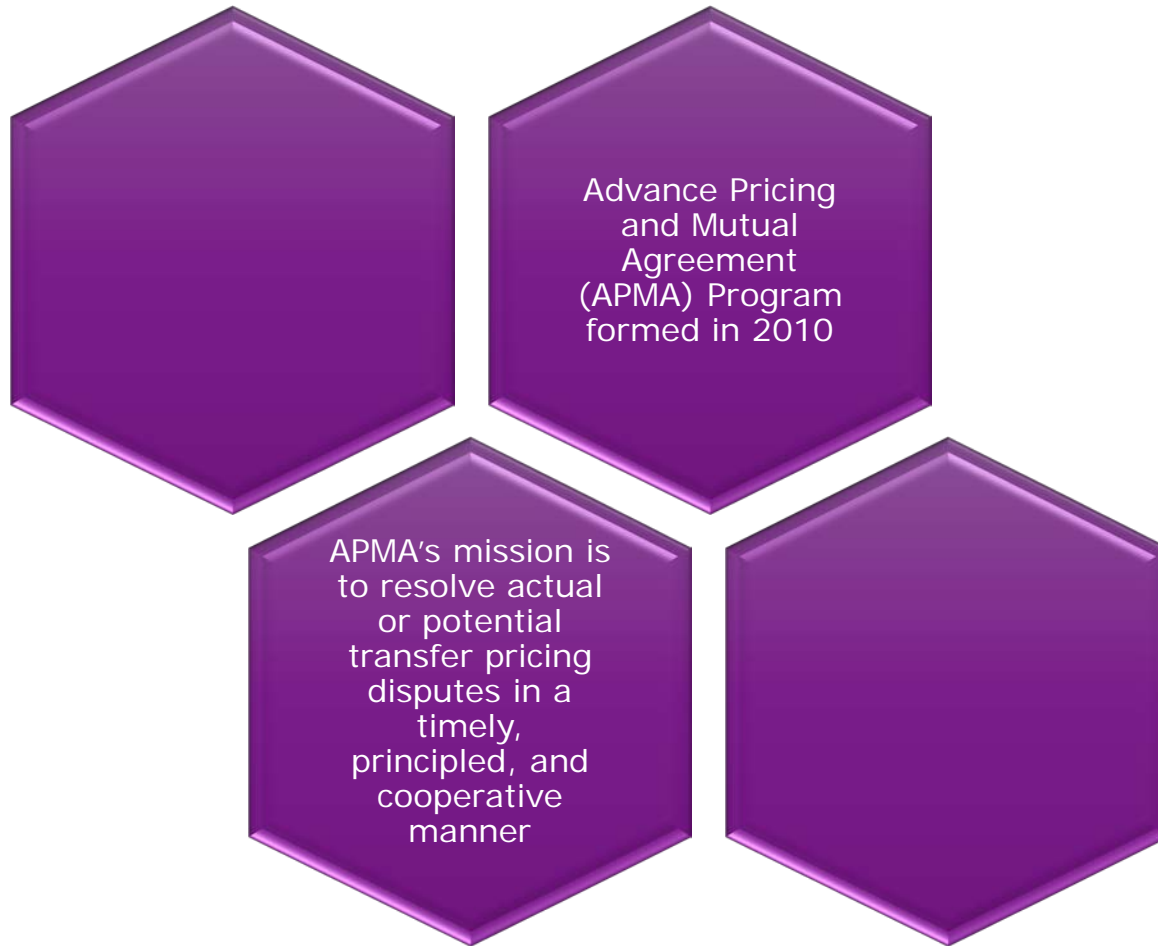 Advance Pricing
and Mutual
Agreement
(APMA) Program
formed in 2010
APMA’s mission is
to resolve actual
or potential
transfer pricing
disputes in a
timely,
principled, and
cooperative
manner